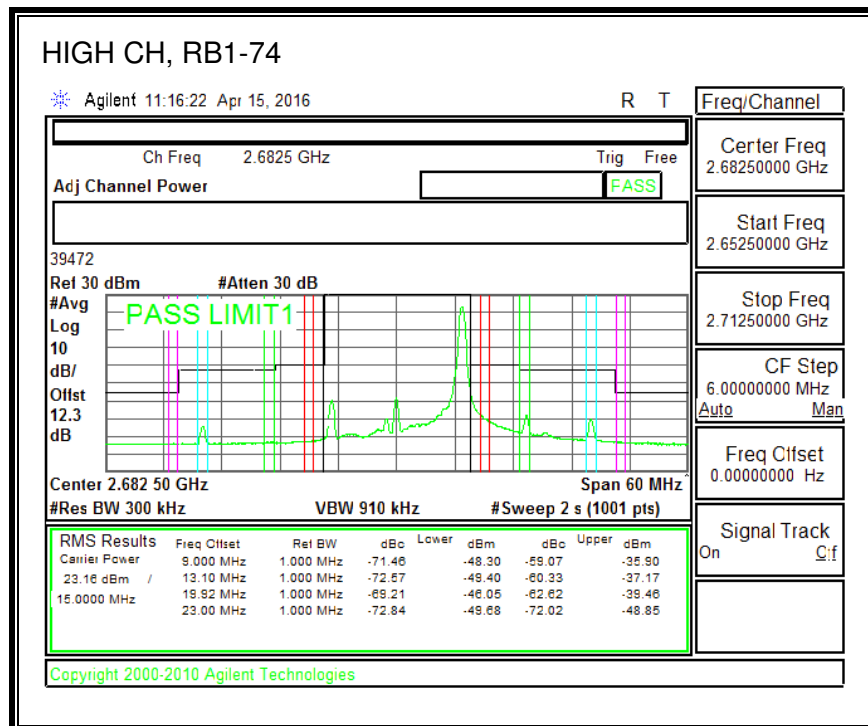 HIGH CH, RB1-74
Agilent 11:16:22 Apr 15, 2016 R T
Freq/Channel
Ch Freq 2.6825 GHz Trig Free
Adj Channel Power PASS
Center Freq
2.68250000 GHz
Start Freq
2.65250000 GHz
39472
Ref 30 dBm #Atten 30 dB
#Avg
Log
10
dB/
Offst
12.3
dB
PASS LIMIT1
Stop Freq
2.71250000 GHz
CF Step
6.00000000 MHz
Auto Man
Center 2.682 50 GHz Span 60 MHz
#Res BW 300 kHz VBW 910 kHz #Sweep 2 s (1001 pts)
Freq Offset
0.00000000 Hz
Signal Track
On Off
RMS Results Freq Offset Ref BW dBc Lower dBm dBc Upper dBm
Carrier Power 9.000 MHz 1.000 MHz -71.46 -48.30 -59.07 -35.90
23.16 dBm / 13.10 MHz 1.000 MHz -72.57 -49.40 -60.33 -37.17
15.0000 MHz 19.92 MHz 1.000 MHz -69.21 -46.05 -62.62 -39.46
23.00 MHz 1.000 MHz -72.84 -49.68 -72.02 -48.85
Copyright 2000-2010 Agilent Technologies